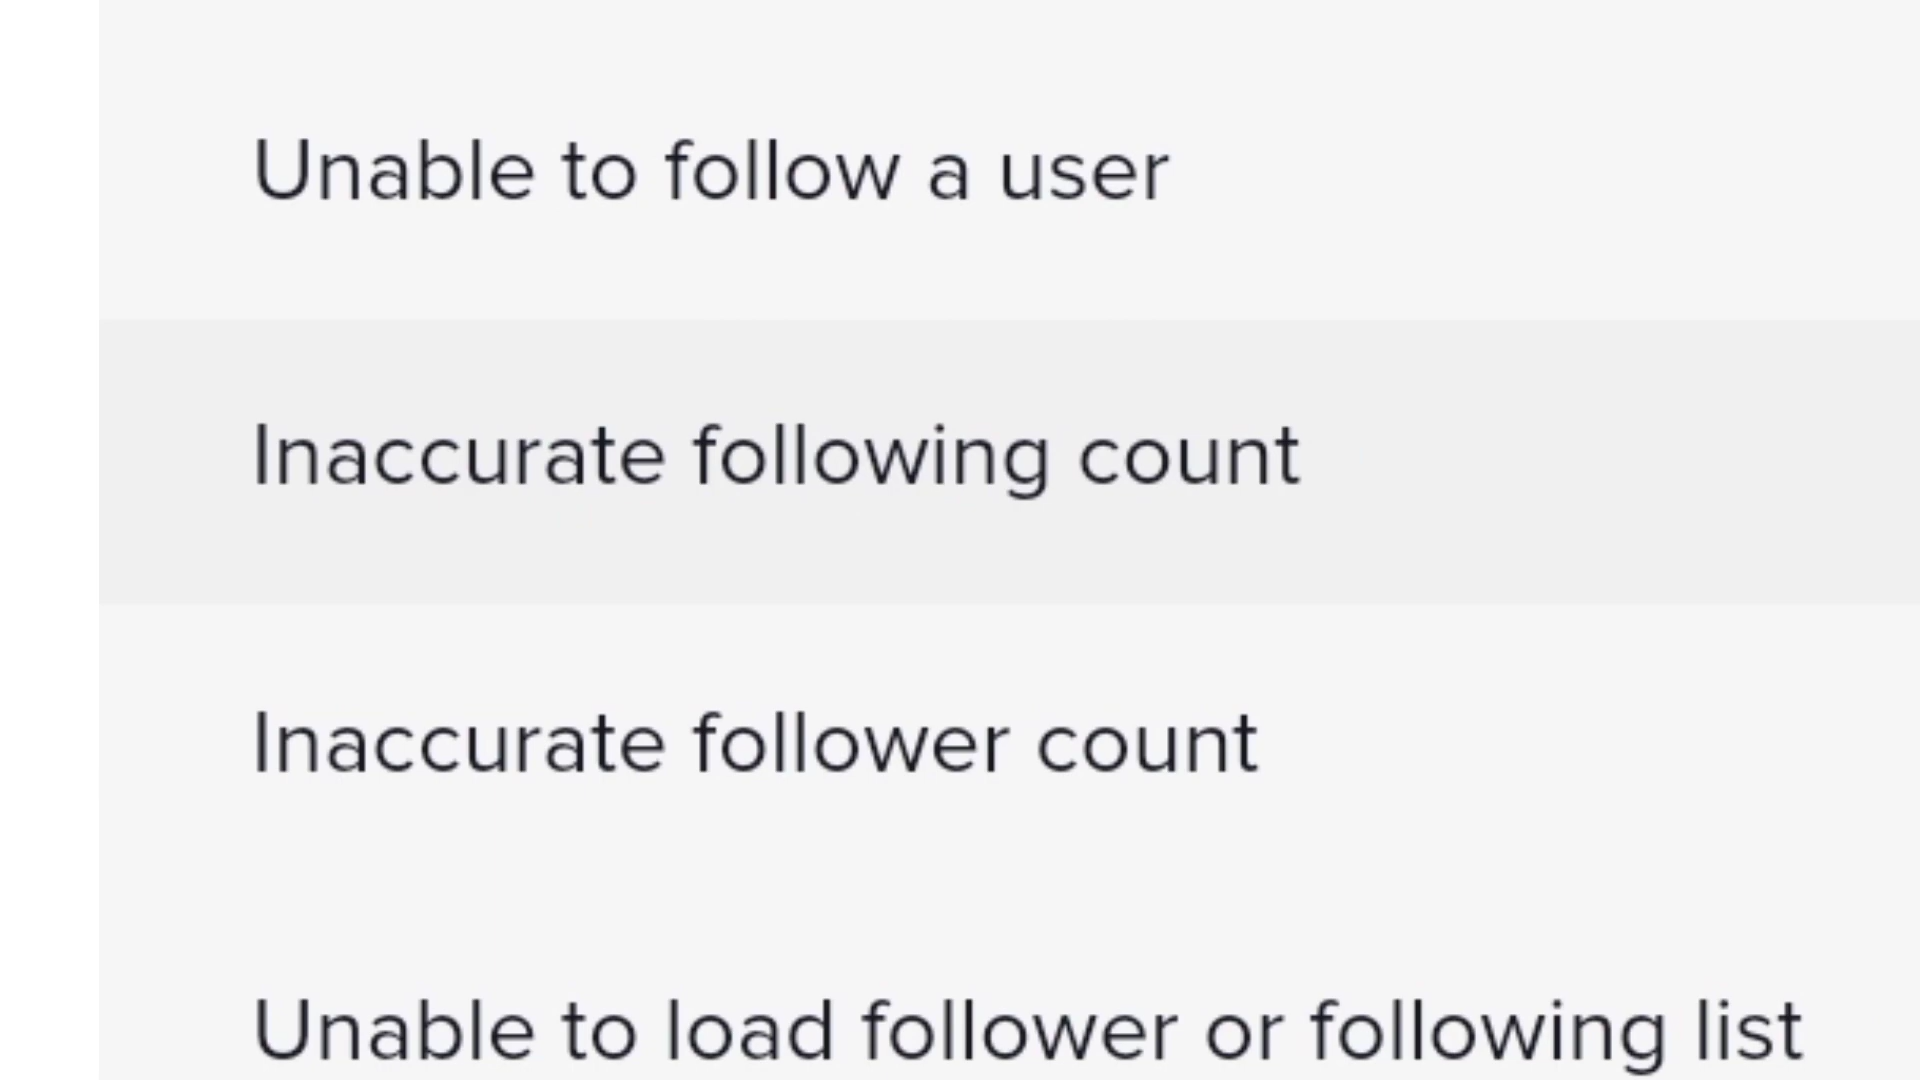 Unable to follow a user
Inaccurate following count
Inaccurate follower count
Unable to load follower or following list